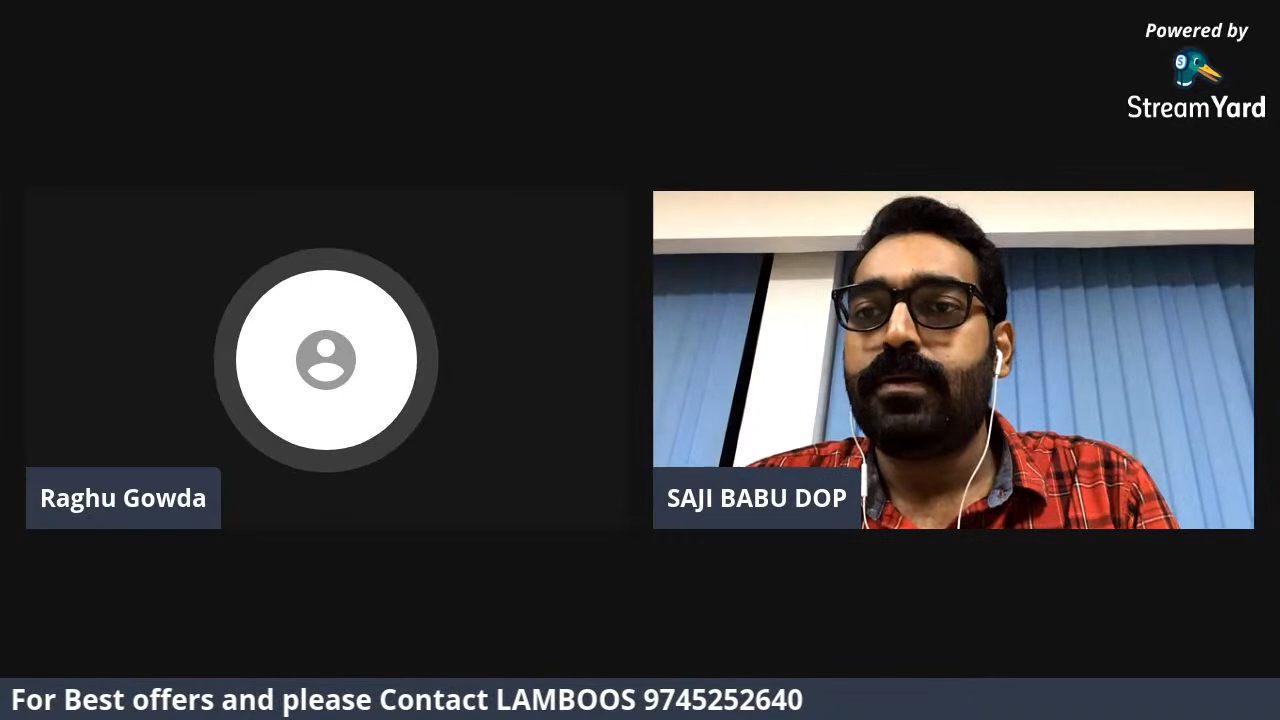 Powered by
StreamYard
Raghu Gowda
SAJI BABU DOP
For Best offers and please Contact LAMBOOS 9745252640